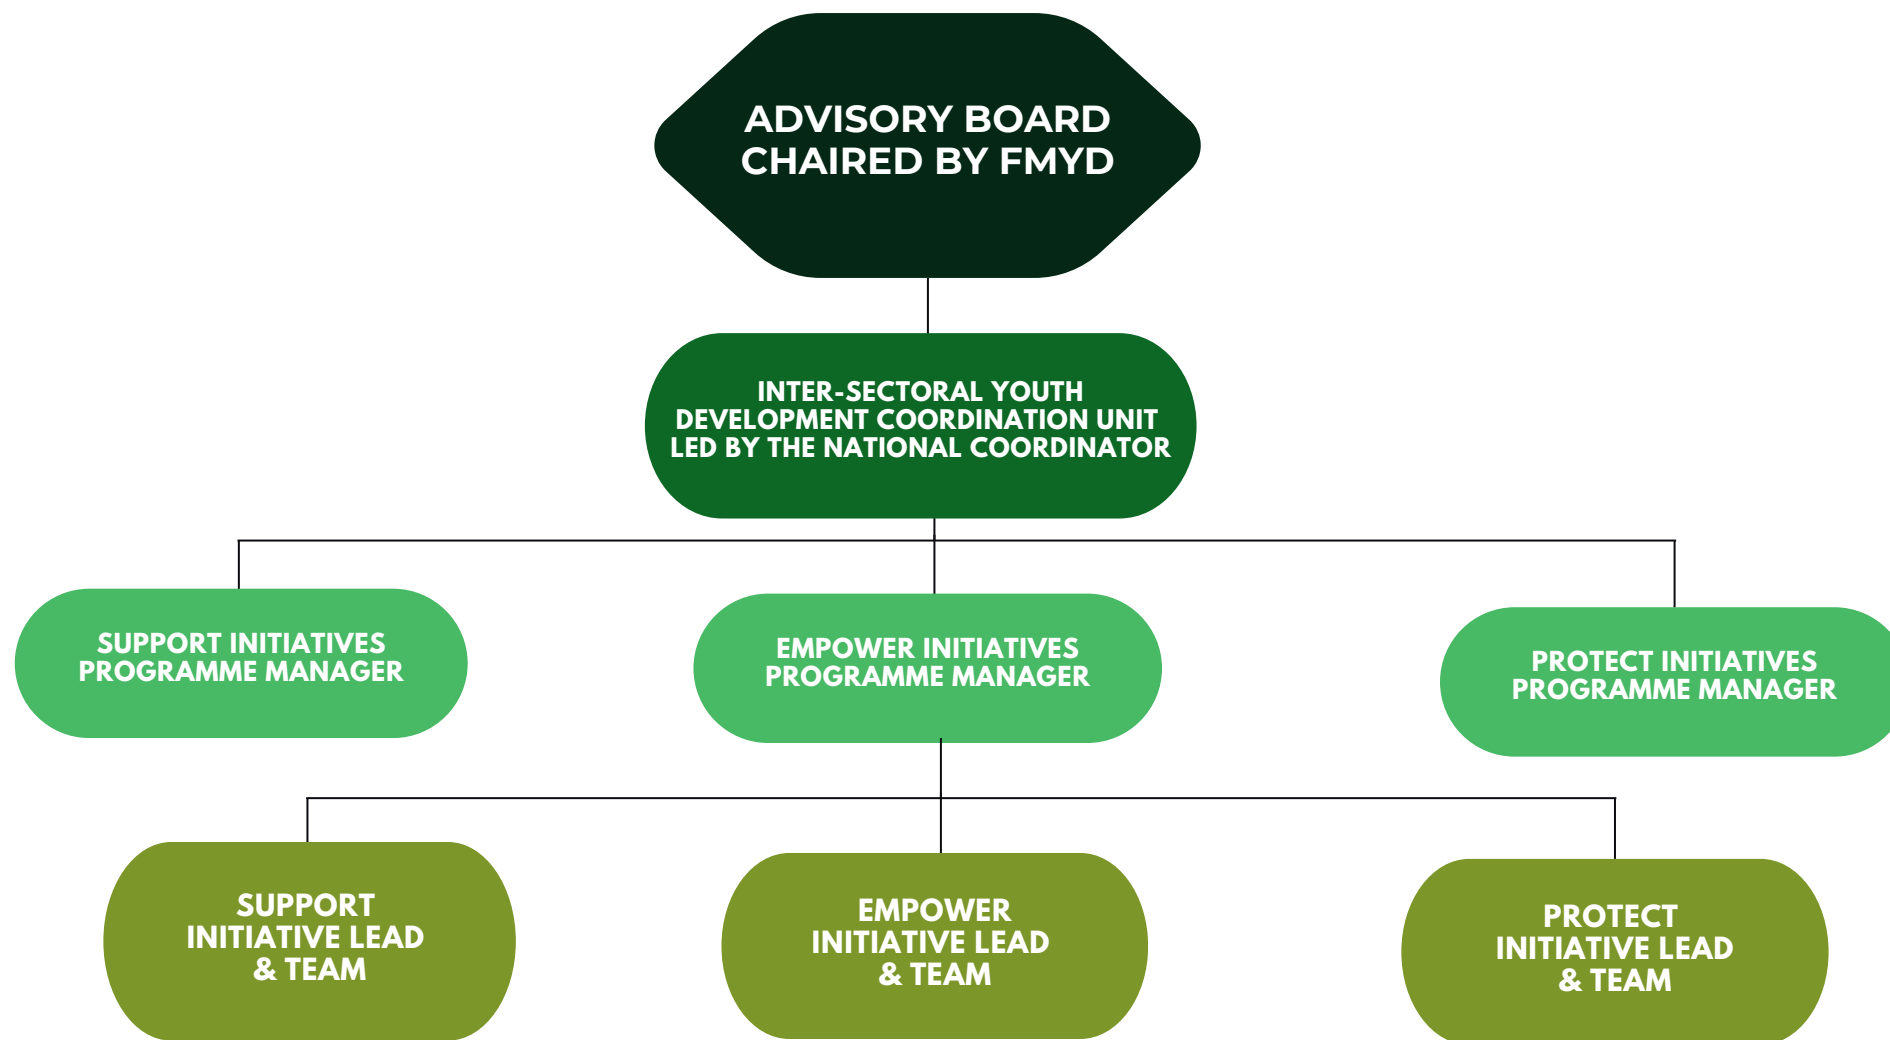 ADVISORY BOARD
CHAIRED BY FMYD
INTER-SECTORAL YOUTH
DEVELOPMENT COORDINATION UNIT
LED BY THE NATIONAL COORDINATOR
SUPPORT INITIATIVES
PROGRAMME MANAGER
EMPOWER INITIATIVES
PROGRAMME MANAGER
PROTECT INITIATIVES
PROGRAMME MANAGER
SUPPORT
INITIATIVE LEAD
& TEAM
EMPOWER
INITIATIVE LEAD
& TEAM
PROTECT
INITIATIVE LEAD
& TEAM